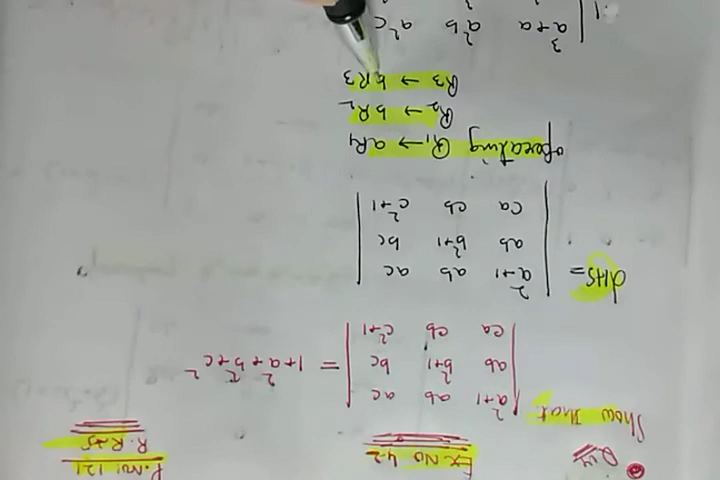 Ex. No 4.2
P. No: 121
R.R. +5
Show that
| a²+1 ab ac |
| ab b²+1 bc | = 1+a²+b²+c²
| ca cb c²+1 |
LHS =
| a²+1 ab ac |
| ab b²+1 bc |
| ca cb c²+1 |
operating R₁ → aR₁
R₂ → bR₂
R₃ → bR3
a³+a a²b a²c